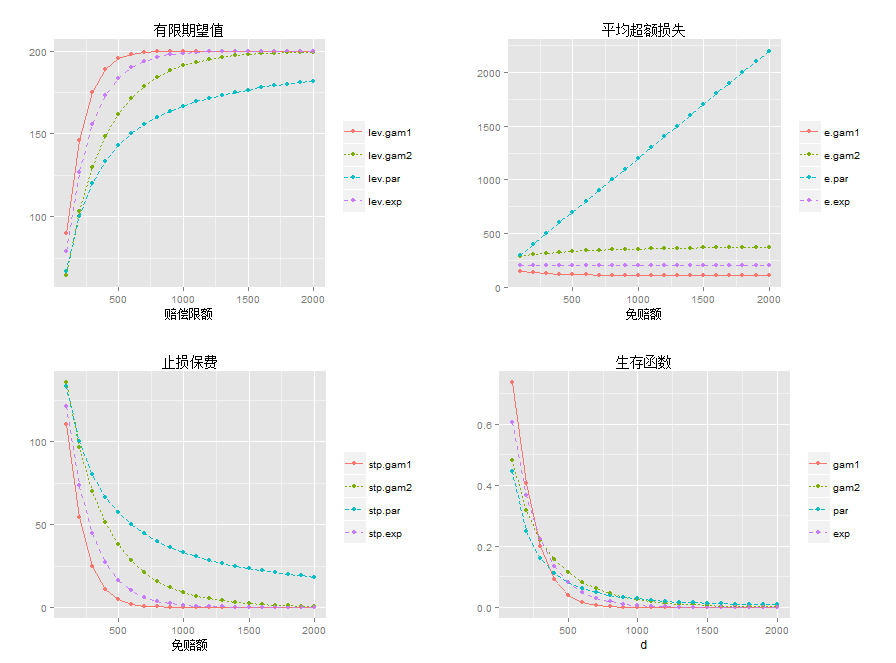 有限期望值
200
150
100
500
1000
1500
2000
赔偿限额
lev.gam1
lev.gam2
lev.par
lev.exp
平均超额损失
2000
1500
1000
500
0
500
1000
1500
2000
免赔额
e.gam1
e.gam2
e.par
e.exp
止损保费
100
50
0
500
1000
1500
2000
免赔额
stp.gam1
stp.gam2
stp.par
stp.exp
生存函数
0.6
0.4
0.2
0.0
500
1000
1500
2000
d
gam1
gam2
par
exp